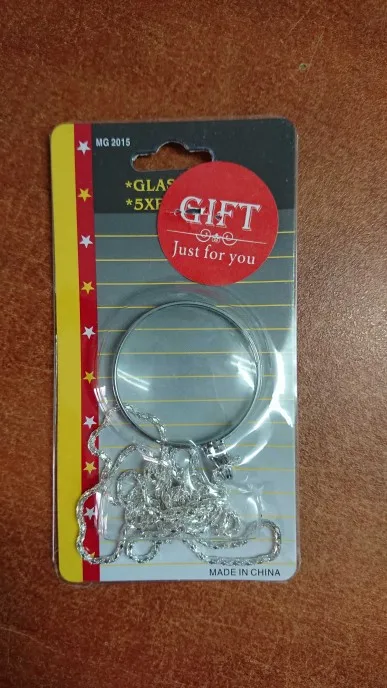 MG 2015
*GLAS
*5X
GIFT
Just for you
MADE IN CHINA